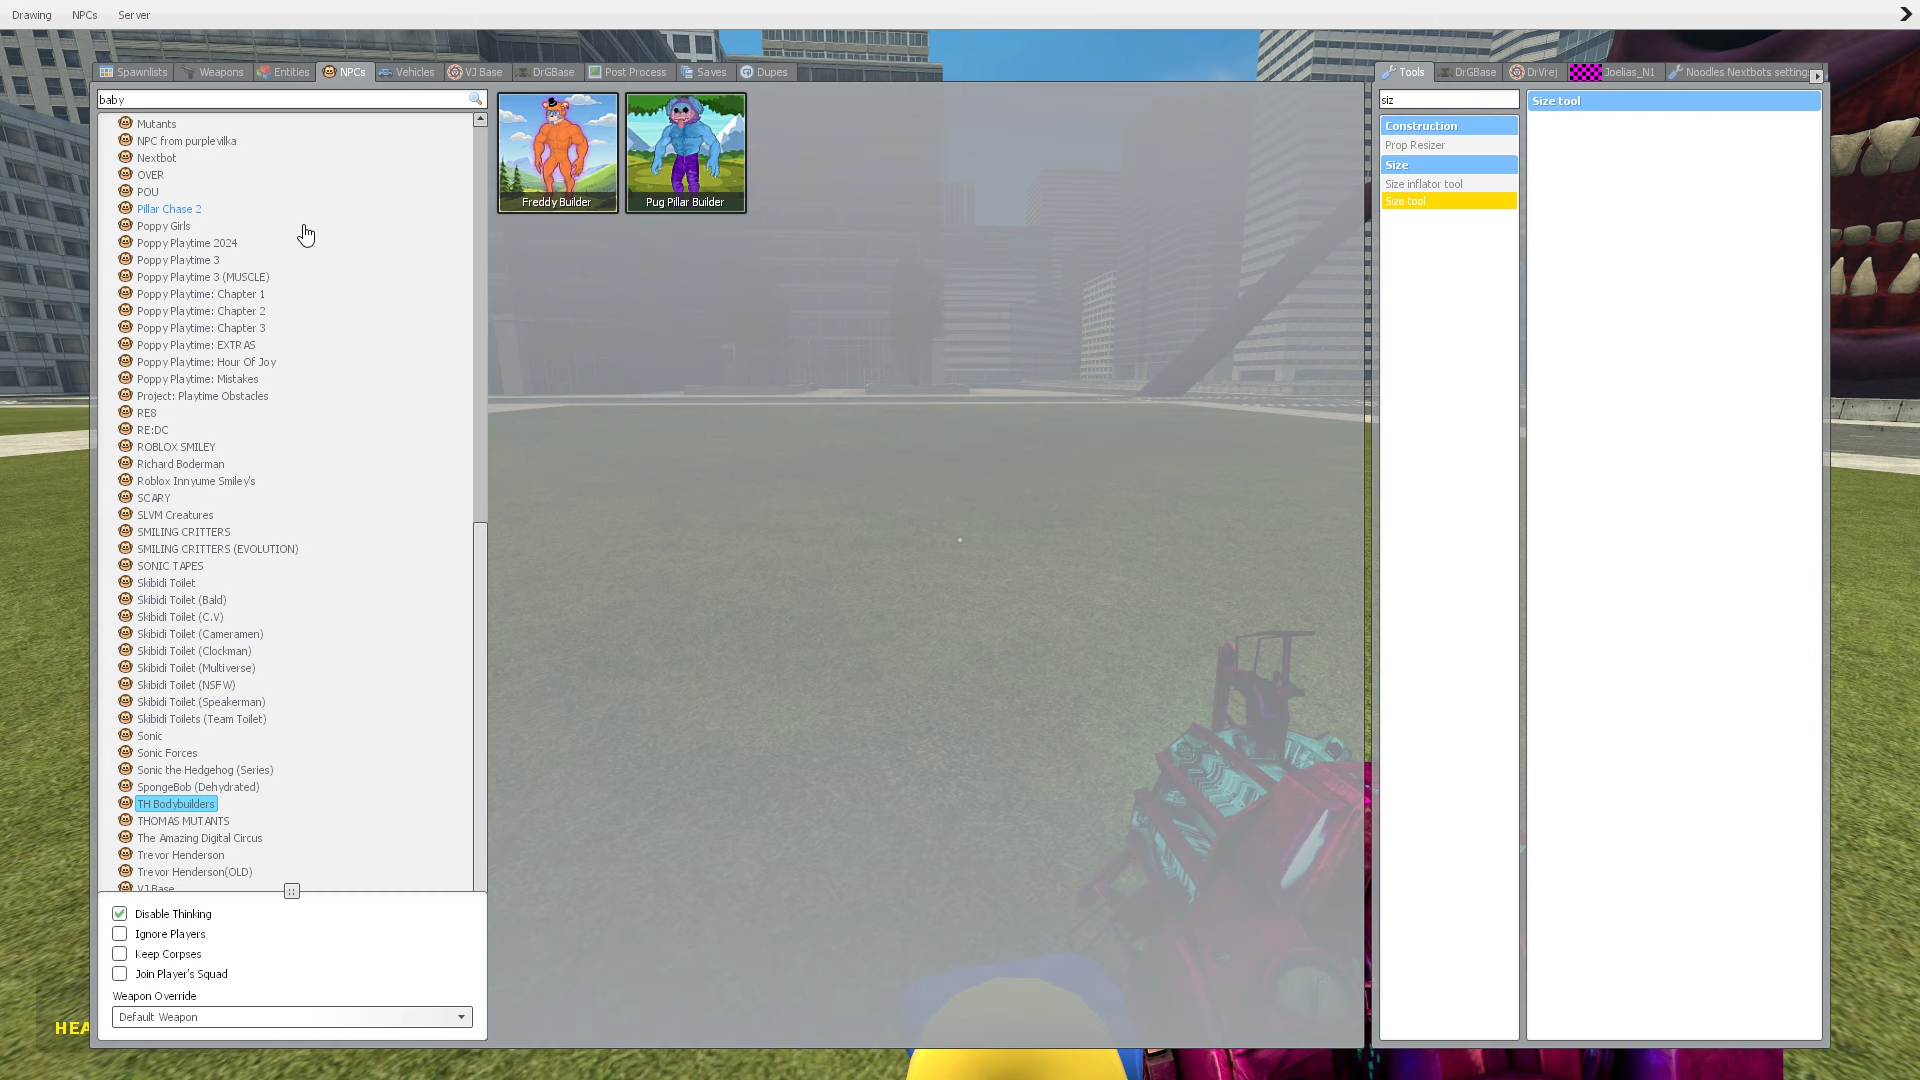 Drawing NPCs Server
Spawnlists Weapons Entities NPCs Vehicles VJ Base DrGBase Post Process Saves Dupes
Tools DrGBase DrVrej Joelias_N1 Noodles Nextbots setting
baby
Mutants
NPC from purplevilka
Nextbot
OVER
POU
Pillar Chase 2
Poppy Girls
Poppy Playtime 2024
Poppy Playtime 3
Poppy Playtime 3 (MUSCLE)
Poppy Playtime: Chapter 1
Poppy Playtime: Chapter 2
Poppy Playtime: Chapter 3
Poppy Playtime: EXTRAS
Poppy Playtime: Hour Of Joy
Poppy Playtime: Mistakes
Project: Playtime Obstacles
RE8
RE:DC
ROBLOX SMILEY
Richard Boderman
Roblox Innyume Smiley's
SCARY
SLVM Creatures
SMILING CRITTERS
SMILING CRITTERS (EVOLUTION)
SONIC TAPES
Skibidi Toilet
Skibidi Toilet (Bald)
Skibidi Toilet (C.V)
Skibidi Toilet (Cameramen)
Skibidi Toilet (Clockman)
Skibidi Toilet (Multiverse)
Skibidi Toilet (NSFW)
Skibidi Toilet (Speakerman)
Skibidi Toilets (Team Toilet)
Sonic
Sonic Forces
Sonic the Hedgehog (Series)
SpongeBob (Dehydrated)
TH Bodybuilders
THOMAS MUTANTS
The Amazing Digital Circus
Trevor Henderson
Trevor Henderson(OLD)
VJ Base
Disable Thinking
Ignore Players
Keep Corpses
Join Player's Squad
Weapon Override
Default Weapon
HEA
Freddy Builder
Pug Pillar Builder
siz
Construction
Prop Resizer
Size
Size inflator tool
Size tool
Size tool